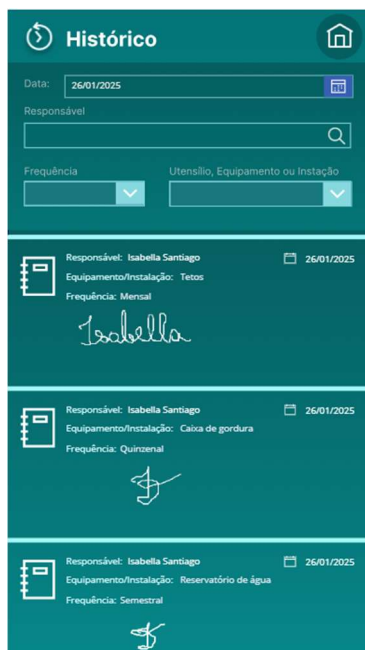 Histórico
Data: 26/01/2025
Responsável
Frequência Utensílio, Equipamento ou Instação
Responsável: Isabella Santiago 26/01/2025
Equipamento/Instalação: Tetos
Frequência: Mensal
Isabella
Responsável: Isabella Santiago 26/01/2025
Equipamento/Instalação: Caixa de gordura
Frequência: Quinzenal
Responsável: Isabella Santiago 26/01/2025
Equipamento/Instalação: Reservatório de água
Frequência: Semestral